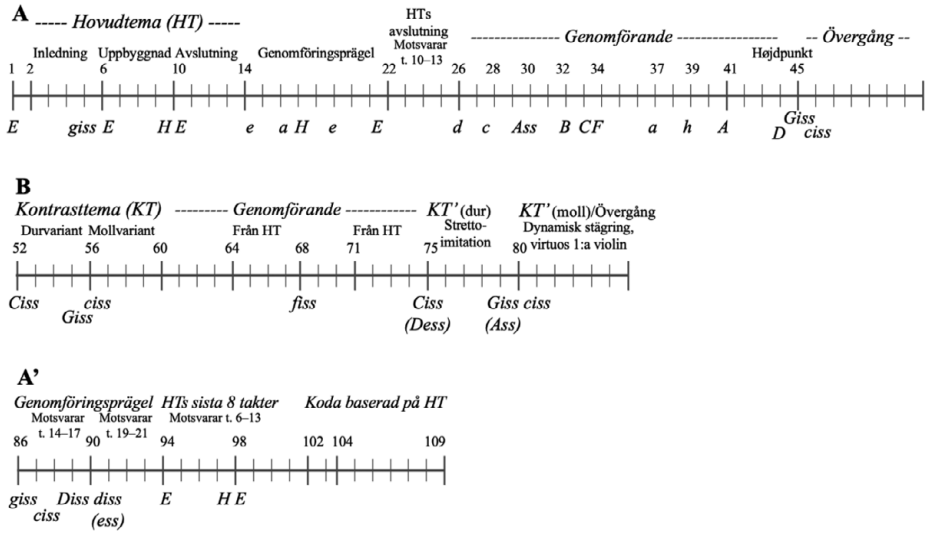 A
HTs
----- Hovudtema (HT) -----
avslutning
--------------- Genomförande ---------------
-- Övergång --
Inledning Uppbyggnad Avslutning Genomföringsprägel
Motsvarar
t. 10–13
Højdpunkt
1 2 6 10 14 22 26 28 30 32 34 37 39 41 45
E giss E H E e a H e E d c Ass B C F a h A D Giss ciss
B
Kontrasttema (KT) --------- Genomförande ------------ KT’ (dur) KT’ (moll)/Övergång
Durvariant Mollvariant Från HT Från HT
Stretto-
imitation
Dynamisk stägring,
virtuos 1:a violin
52 56 60 64 68 71 75 80
Ciss ciss fiss Ciss Giss ciss
Giss (Dess) (Ass)
A’
Genomföringsprägel HTs sista 8 takter Koda baserad på HT
Motsvarar Motsvarar Motsvarar t. 6–13
t. 14–17 t. 19–21
86 90 94 98 102 104 109
giss Diss diss E H E
ciss (ess)